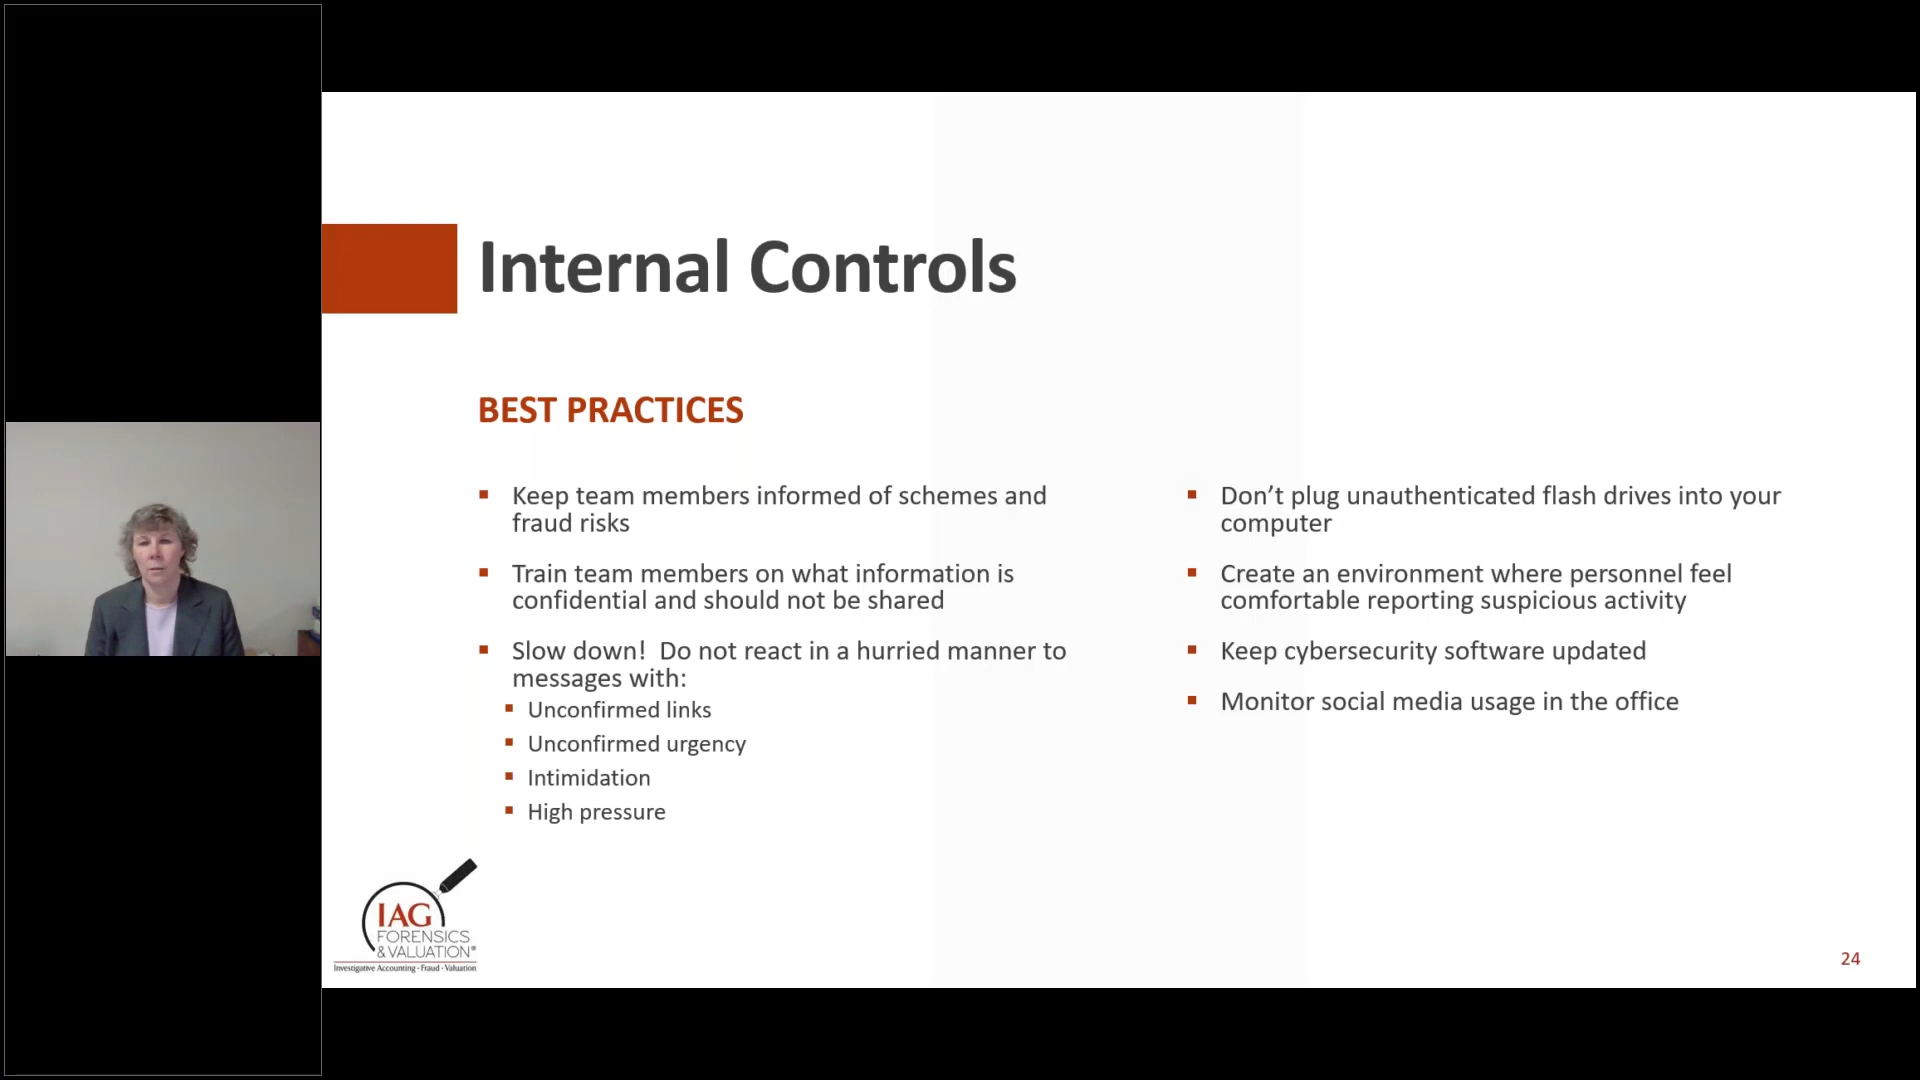 Internal Controls
BEST PRACTICES
Keep team members informed of schemes and
fraud risks
Train team members on what information is
confidential and should not be shared
Slow down!  Do not react in a hurried manner to
messages with:
Unconfirmed links
Unconfirmed urgency
Intimidation
High pressure
Don’t plug unauthenticated flash drives into your
computer
Create an environment where personnel feel
comfortable reporting suspicious activity
Keep cybersecurity software updated
Monitor social media usage in the office
IAG
FORENSICS
& VALUATION®
Investigative Accounting · Fraud · Valuation
24